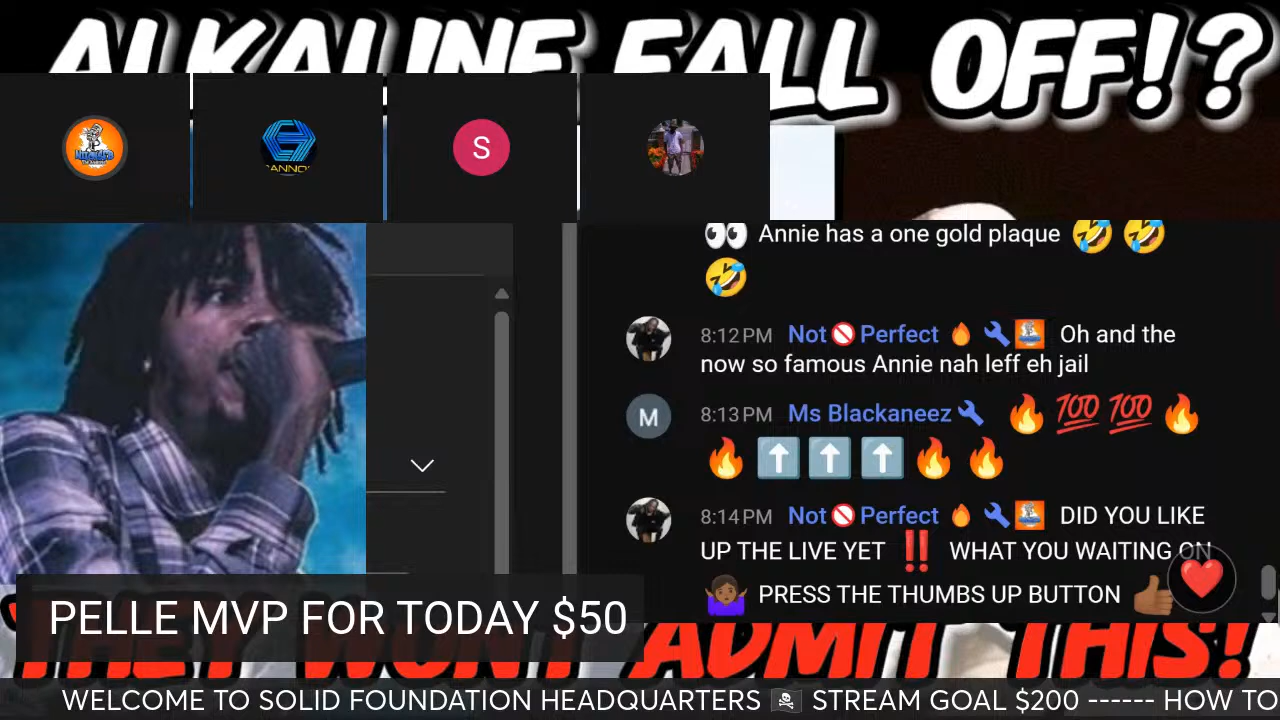 ALKALINE FALL OFF!?
S
👀 Annie has a one gold plaque 🤣 🤣
🤣
8:12 PM Not🚫Perfect 🔥 🔧 Oh and the
now so famous Annie nah leff eh jail
M
8:13 PM Ms Blackaneez🔧 🔥 💯 💯 🔥
🔥 ⬆️ ⬆️ ⬆️ 🔥 🔥
8:14 PM Not🚫Perfect 🔥 🔧 DID YOU LIKE
UP THE LIVE YET ‼️ WHAT YOU WAITING ON
🤷🏾‍♀️ PRESS THE THUMBS UP BUTTON 👍🏾
PELLE MVP FOR TODAY $50
THEY WONT ADMIT THIS!
WELCOME TO SOLID FOUNDATION HEADQUARTERS 🏴‍☠️ STREAM GOAL $200 ------ HOW TO